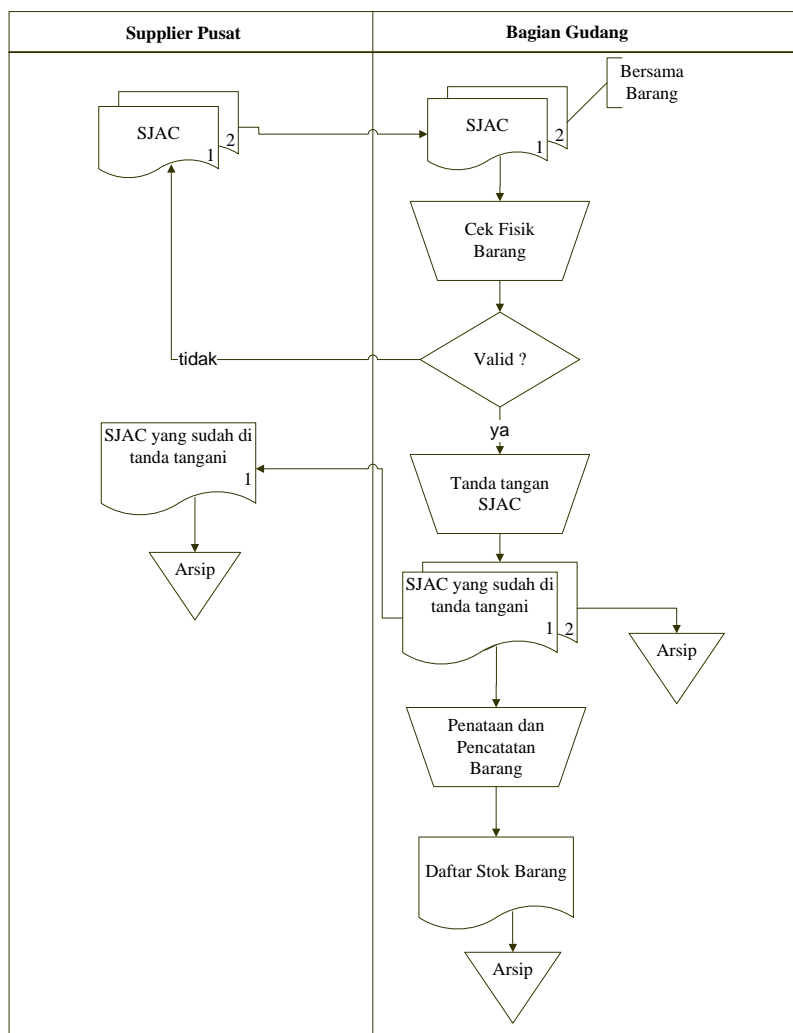 Supplier Pusat
Bagian Gudang
Bersama
Barang
SJAC
1
2
SJAC
1
2
Cek Fisik
Barang
Valid ?
tidak
ya
SJAC yang sudah di
tanda tangani
1
Arsip
Tanda tangan
SJAC
SJAC yang sudah di
tanda tangani
1
2
Arsip
Penataan dan
Pencatatan
Barang
Daftar Stok Barang
Arsip